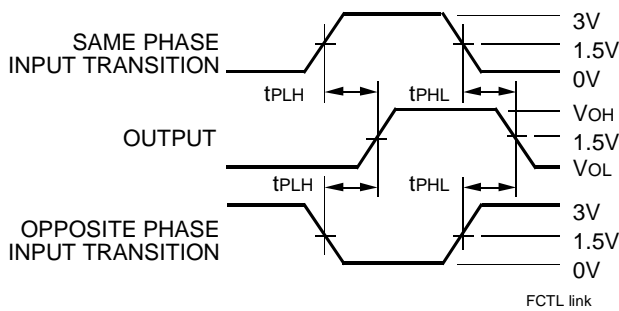 SAME PHASE
INPUT TRANSITION
3V
1.5V
0V
tPLH
tPHL
OUTPUT
VOH
1.5V
VOL
tPLH
tPHL
OPPOSITE PHASE
INPUT TRANSITION
3V
1.5V
0V
FCTL link